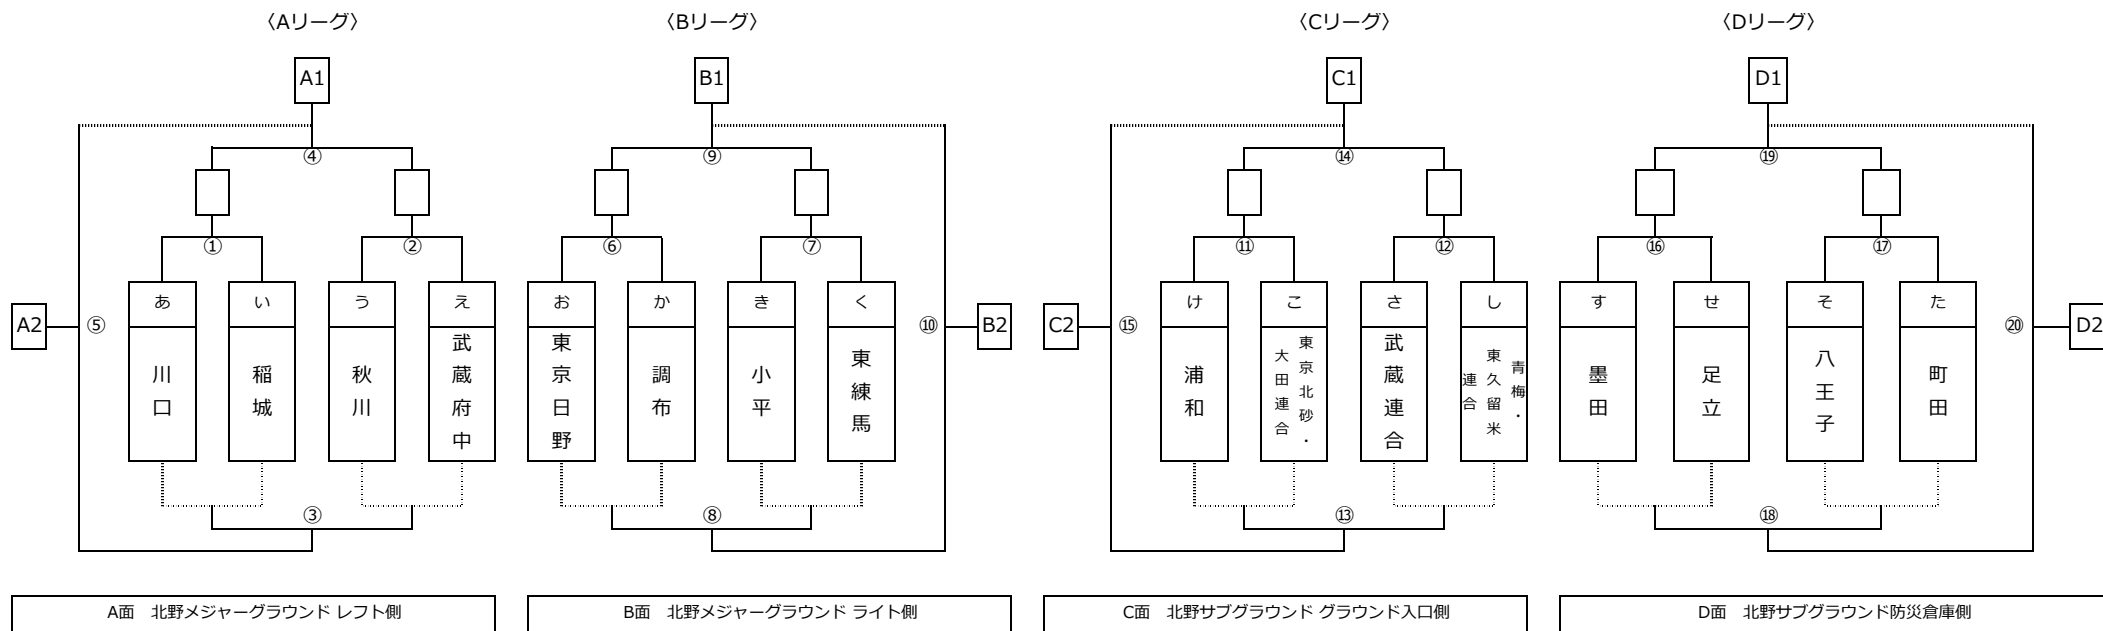 〈Aリーグ〉
〈Bリーグ〉
〈Cリーグ〉
〈Dリーグ〉
A1
B1
C1
D1
④
⑨
⑭
⑲
①
②
⑥
⑦
⑪
⑫
⑯
⑰
あ
い
う
え
お
か
き
く
け
こ
さ
し
す
せ
そ
た
A2
⑤
⑩
B2
C2
⑮
⑳
D2
川口
稲城
秋川
武蔵府中
東京日野
調布
小平
東練馬
浦和
東京北砂・
大田連合
武蔵連合
青梅・
東久留米
連合
墨田
足立
八王子
町田
③
⑧
⑬
⑱
A面 北野メジャーグラウンド レフト側
B面 北野メジャーグラウンド ライト側
C面 北野サブグラウンド グラウンド入口側
D面 北野サブグラウンド防災倉庫側